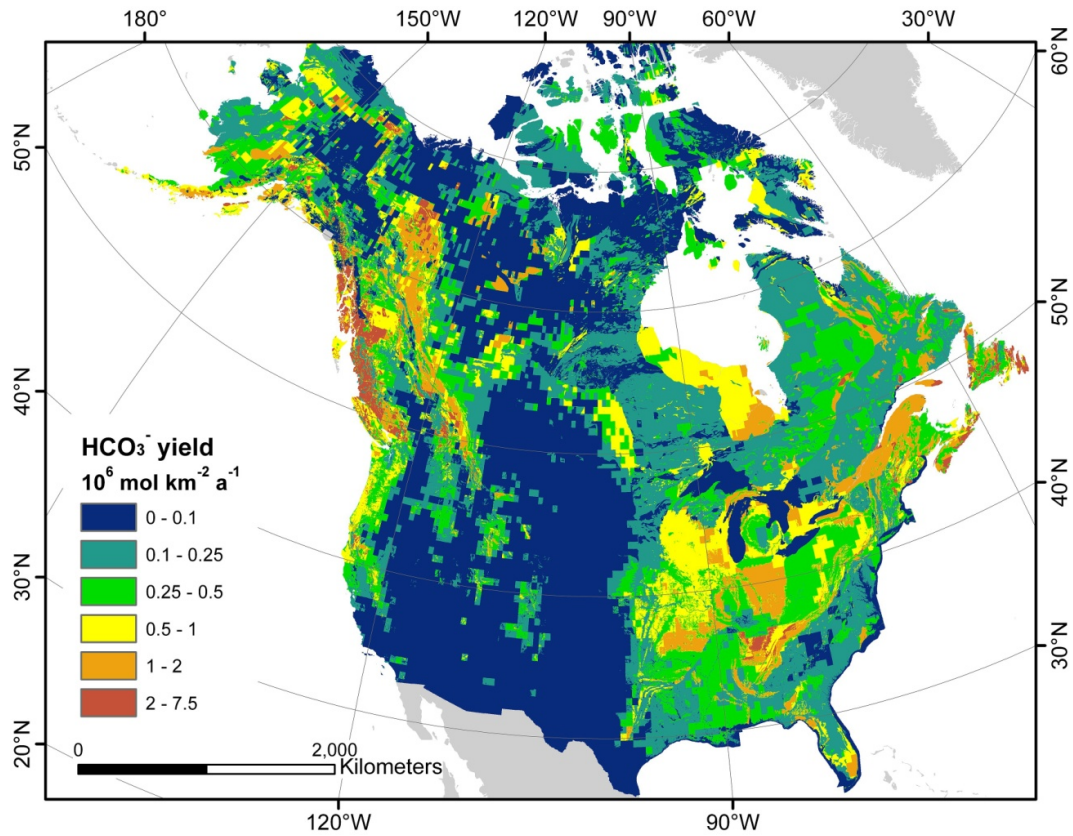 180° 150°W 120°W 90°W 60°W 30°W
60°N
50°N
50°N
40°N
40°N
30°N
30°N
20°N
HCO₃⁻ yield
10⁶ mol km⁻² a⁻¹
0 - 0.1
0.1 - 0.25
0.25 - 0.5
0.5 - 1
1 - 2
2 - 7.5
0 2,000
Kilometers
120°W 90°W